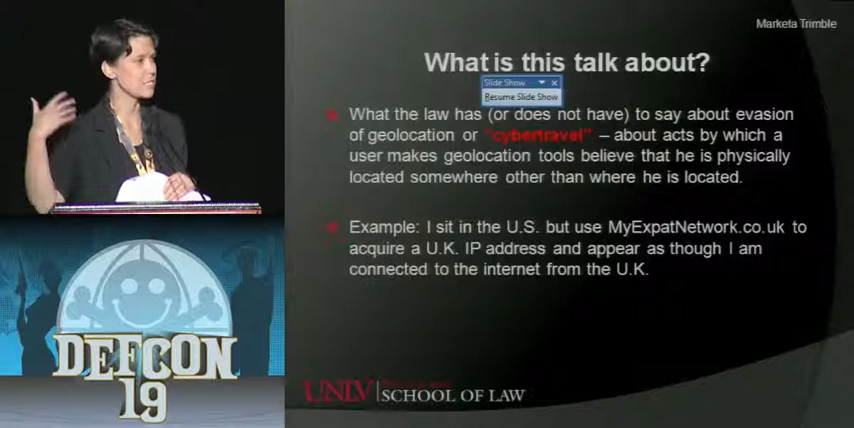 Marketa Trimble
What is this talk about?
Slide Show
Resume Slide Show
What the law has (or does not have) to say about evasion
of geolocation or "cybertravel" – about acts by which a
user makes geolocation tools believe that he is physically
located somewhere other than where he is located.
Example: I sit in the U.S. but use MyExpatNetwork.co.uk to
acquire a U.K. IP address and appear as though I am
connected to the internet from the U.K.
DEFCON
19
UNLV
SCHOOL OF LAW